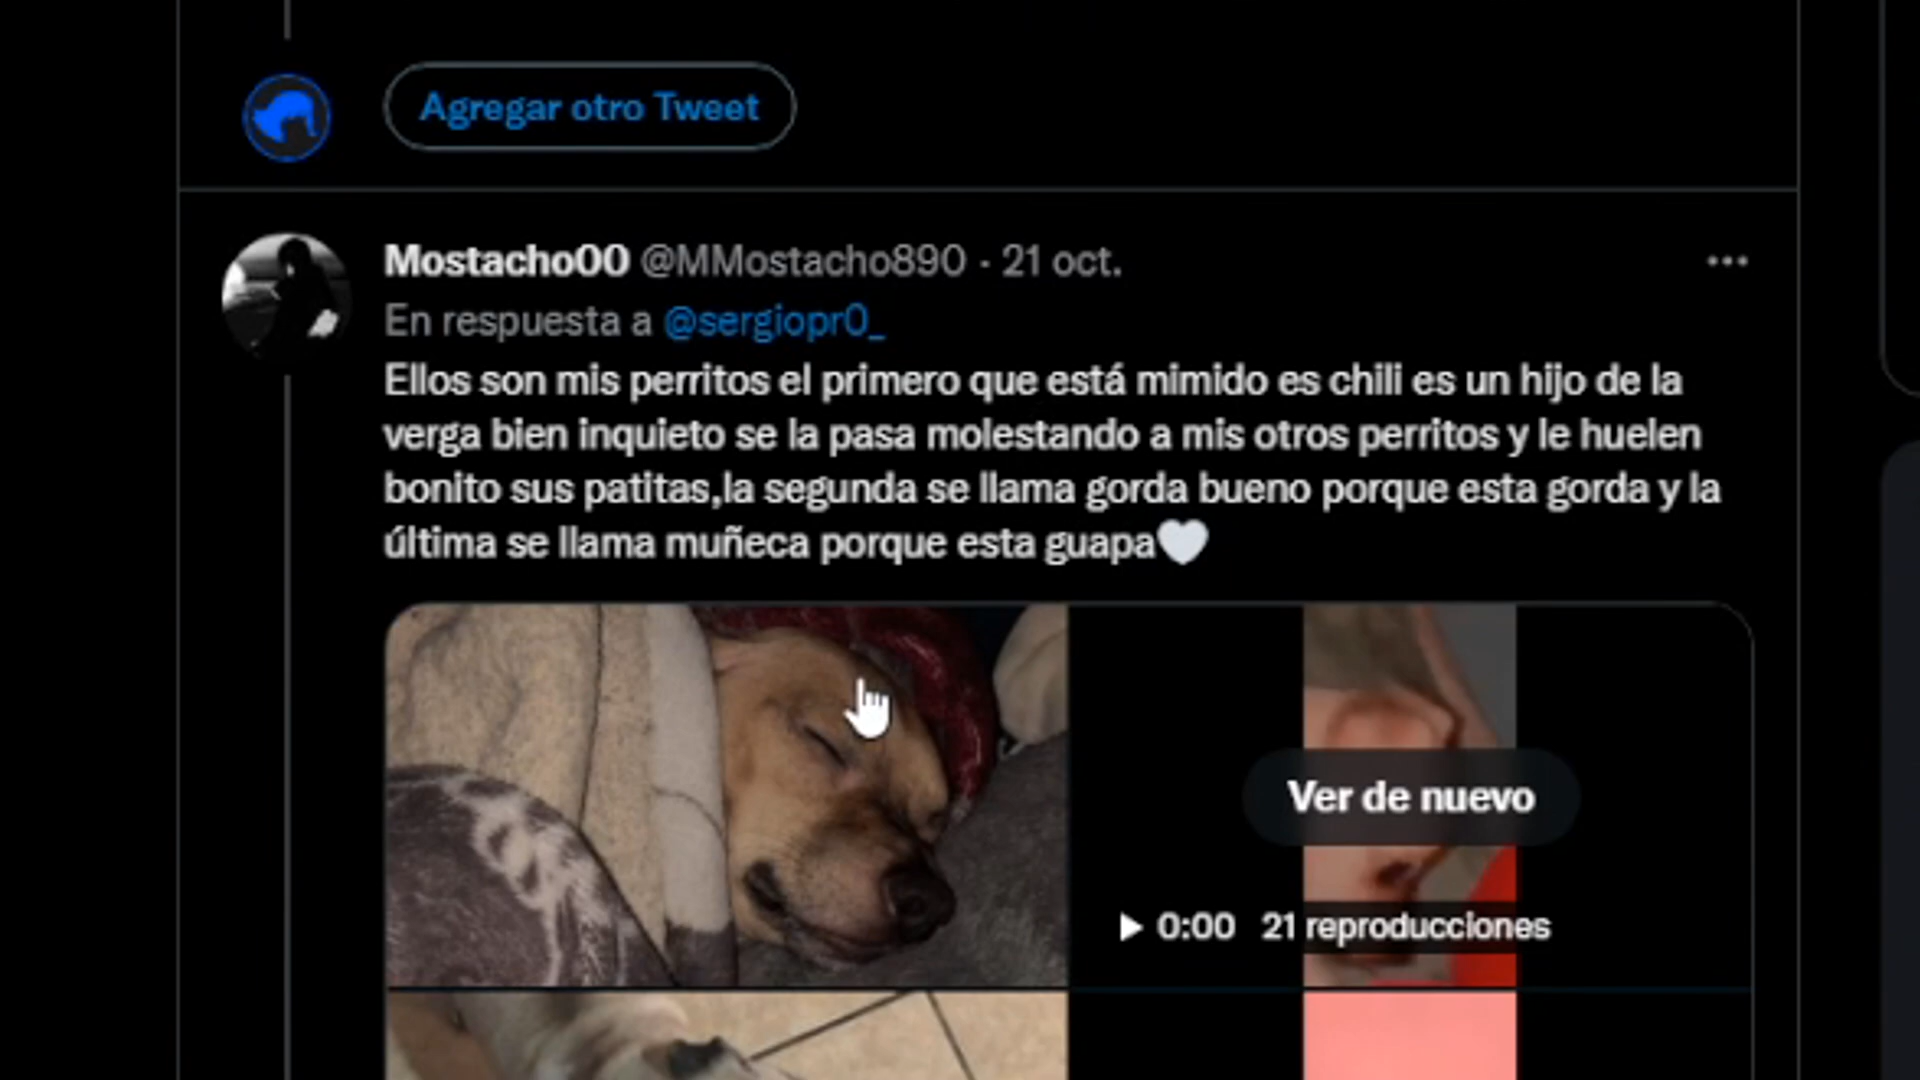 Agregar otro Tweet
Mostacho00 @MMostacho890 · 21 oct.
En respuesta a @sergiopr0_
Ellos son mis perritos el primero que está mimido es chili es un hijo de la
verga bien inquieto se la pasa molestando a mis otros perritos y le huelen
bonito sus patitas,la segunda se llama gorda bueno porque esta gorda y la
última se llama muñeca porque esta guapa🤍
Ver de nuevo
0:00 21 reproducciones